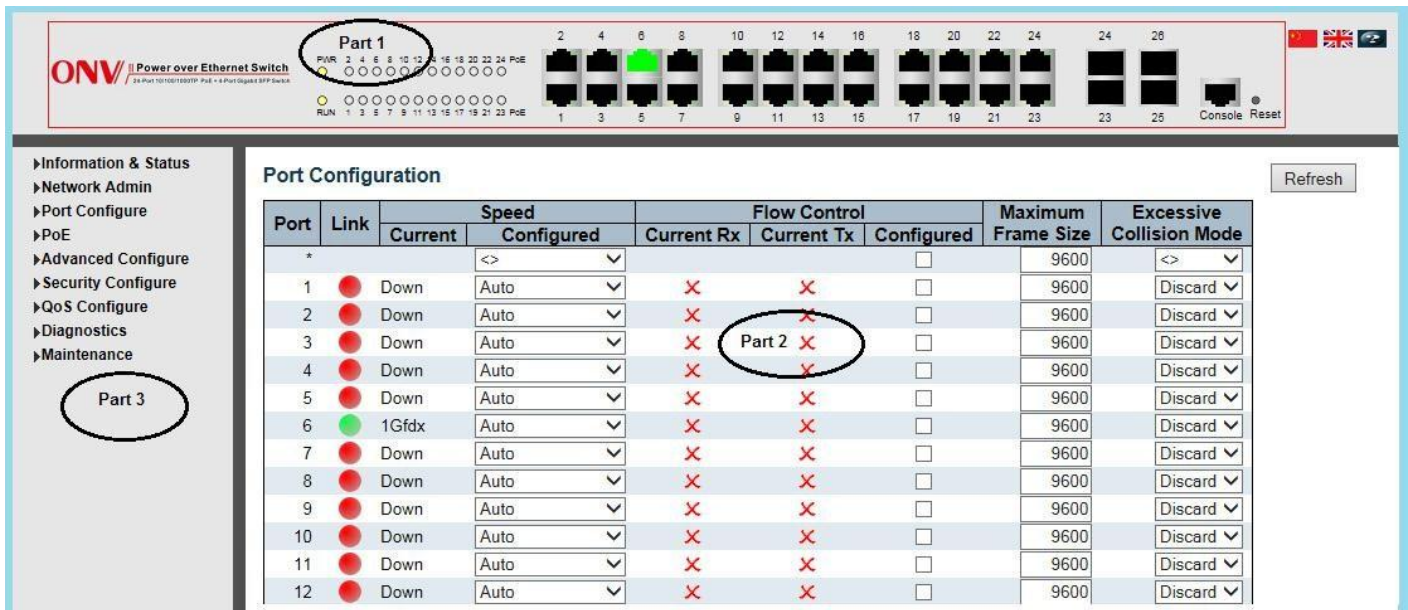 Part 1
2 4 6 8 10 12 14 16 18 20 22 24 24 26
ONV Power over Ethernet Switch
PWR 2 4 6 8 10 12 14 16 18 20 22 24 PoE
RUN 1 3 5 7 9 11 13 15 17 19 21 23 PoE
1 3 5 7 9 11 13 15 17 19 21 23 23 25 Console Reset
Information & Status
Network Admin
Port Configure
PoE
Advanced Configure
Security Configure
QoS Configure
Diagnostics
Maintenance
Part 3
Port Configuration
Refresh
Port Link Speed Flow Control Maximum Frame Size Excessive Collision Mode
Current Configured Current Rx Current Tx Configured
* <> 9600 <>
1 Down Auto 9600 Discard
2 Down Auto 9600 Discard
3 Down Auto Part 2 9600 Discard
4 Down Auto 9600 Discard
5 Down Auto 9600 Discard
6 1Gfdx Auto 9600 Discard
7 Down Auto 9600 Discard
8 Down Auto 9600 Discard
9 Down Auto 9600 Discard
10 Down Auto 9600 Discard
11 Down Auto 9600 Discard
12 Down Auto 9600 Discard